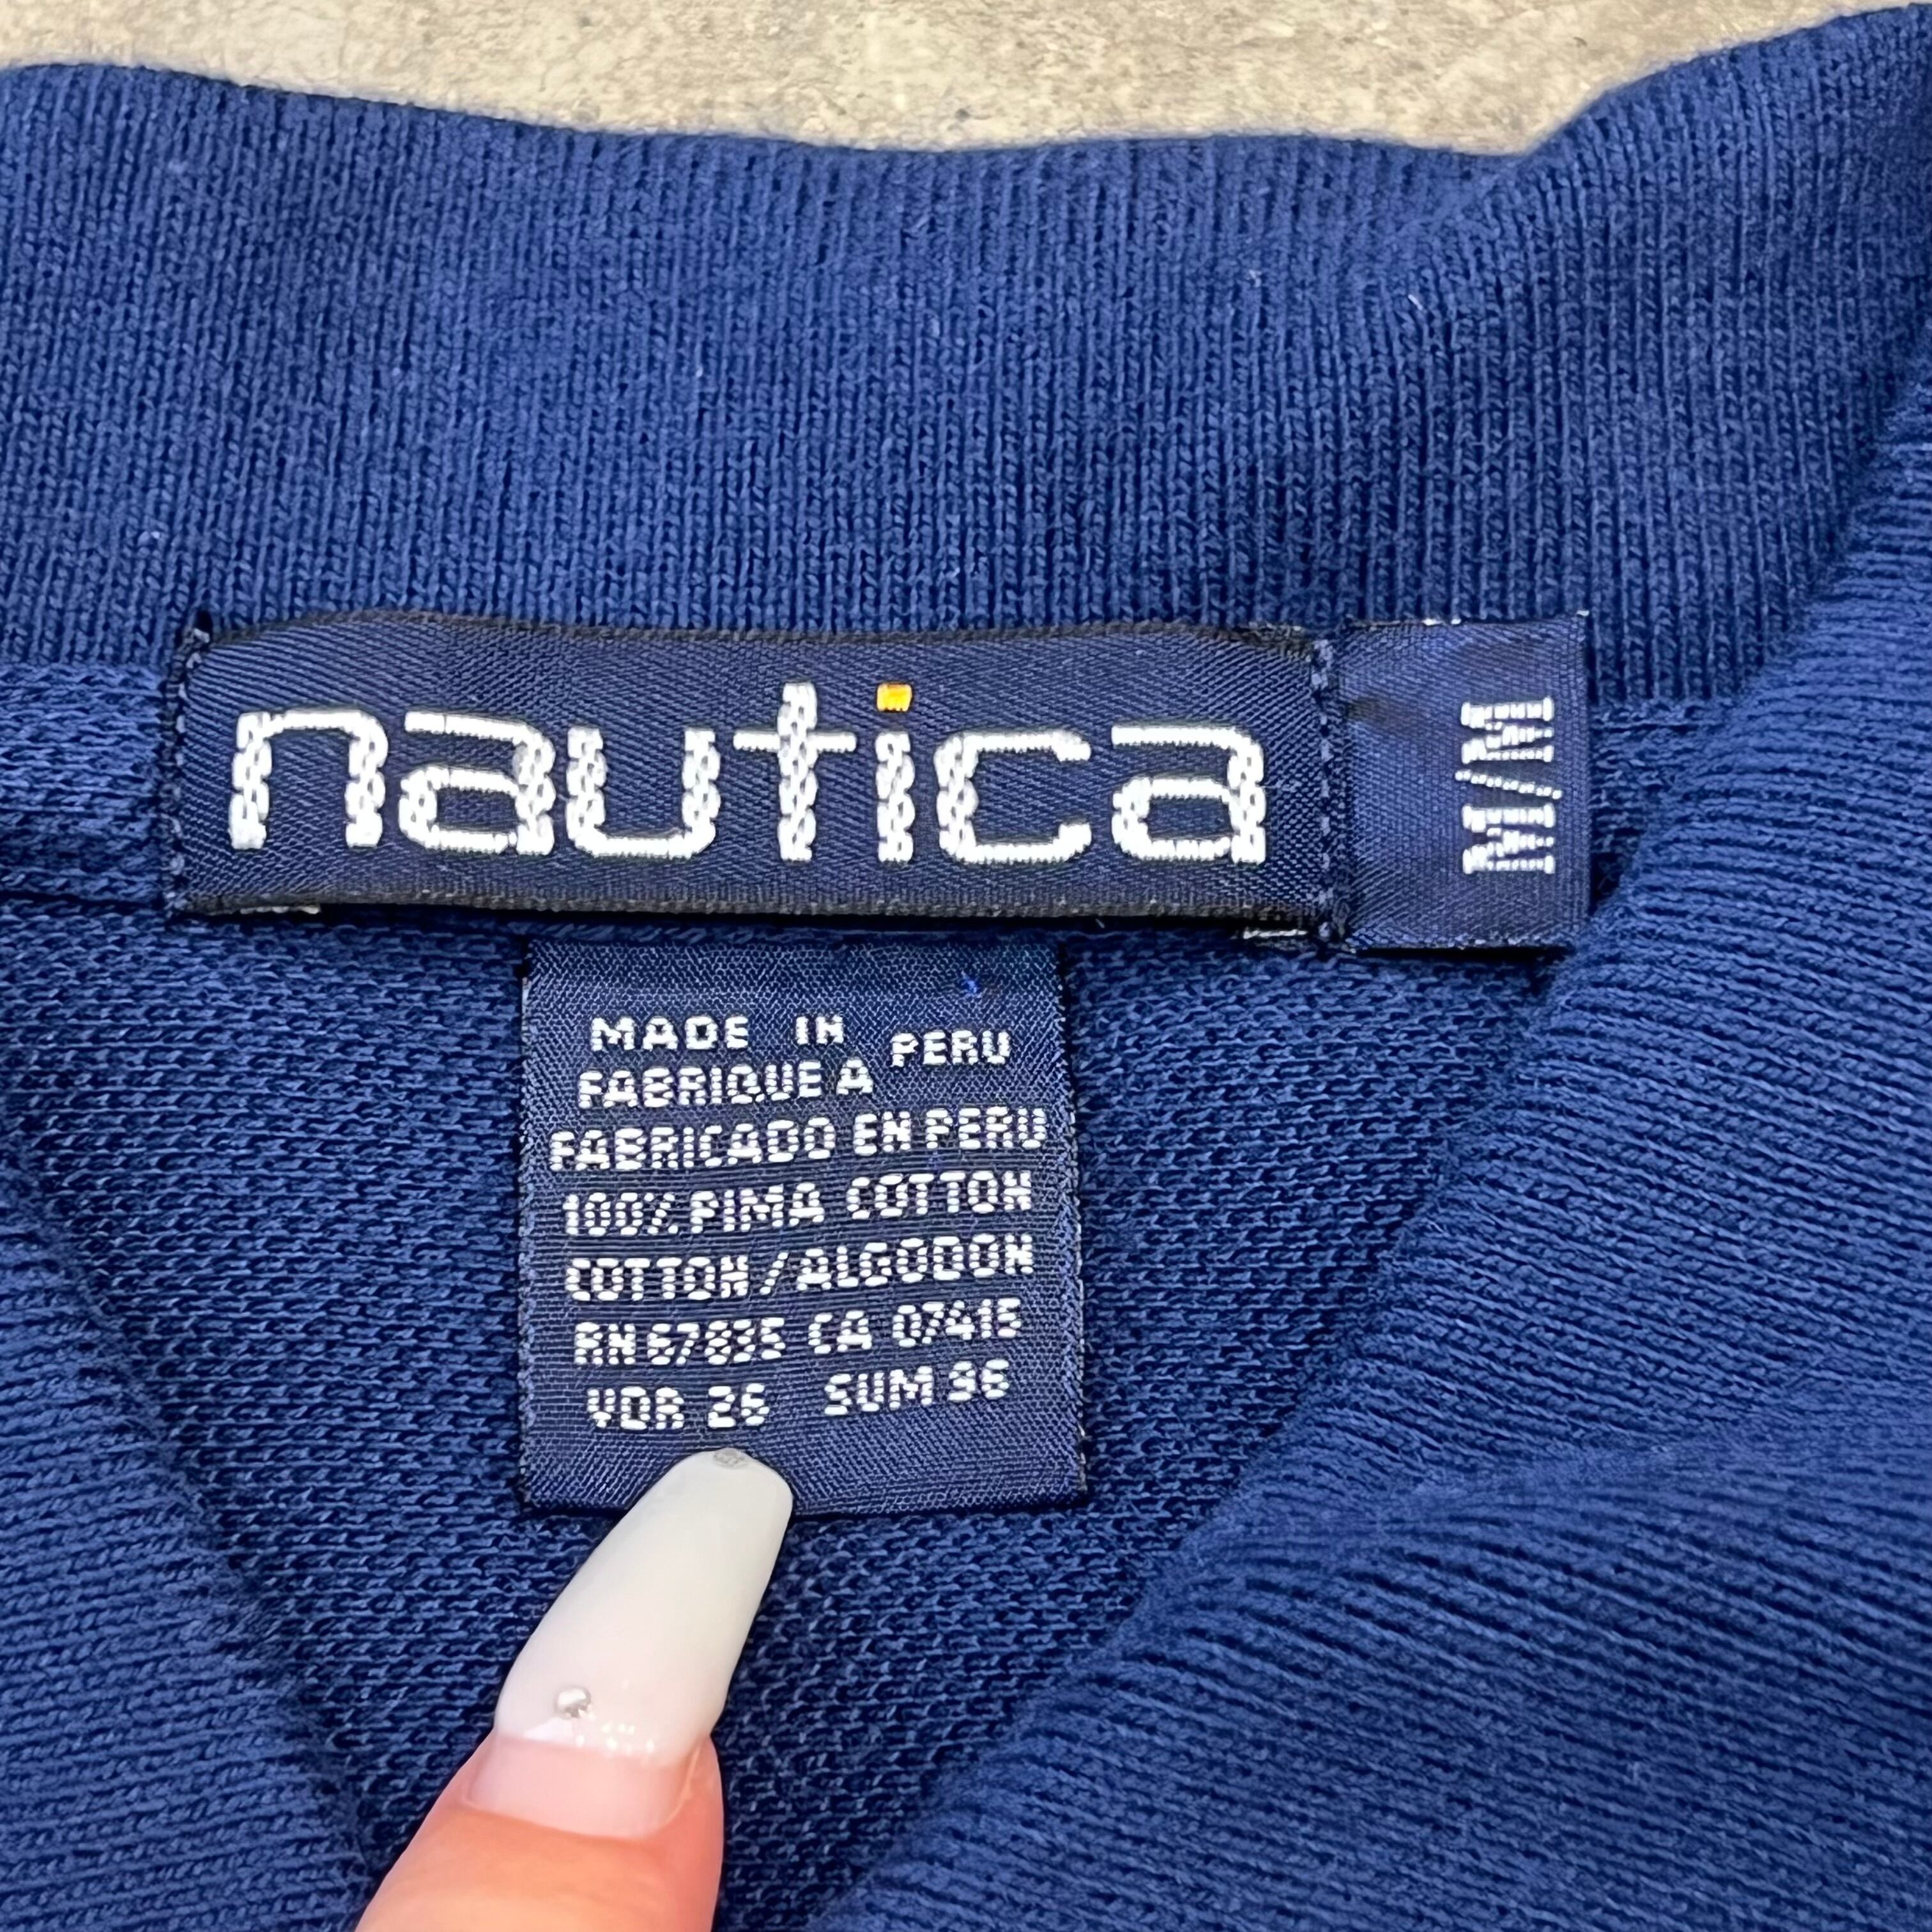 nautica
M/M
MADE IN PERU
FABRIQUE A
FABRICADO EN PERU
100% PIMA COTTON
COTTON/ALGODON
RN 67835 CA 07415
VDR 26 SUM 96